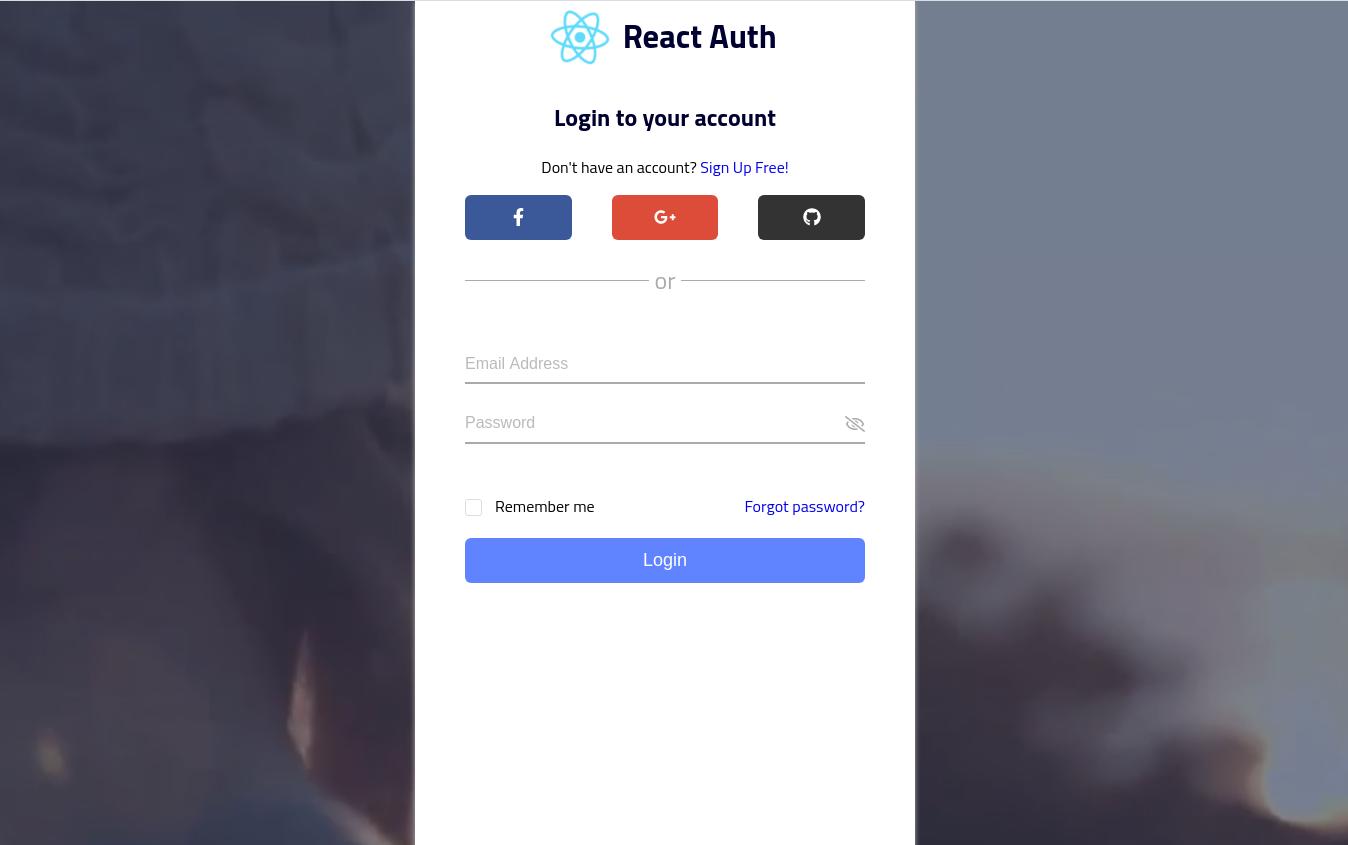 React Auth
Login to your account
Don't have an account? Sign Up Free!
G+
or
Email Address
Password
Remember me Forgot password?
Login